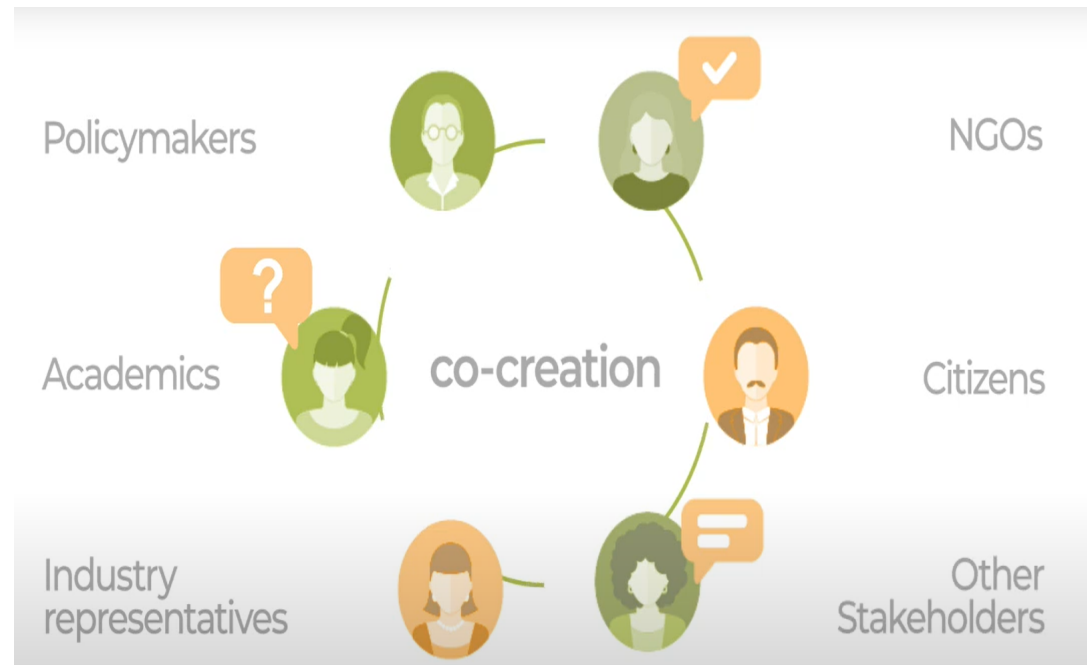 Policymakers
NGOs
?
Academics
co-creation
Citizens
Industry
representatives
Other
Stakeholders